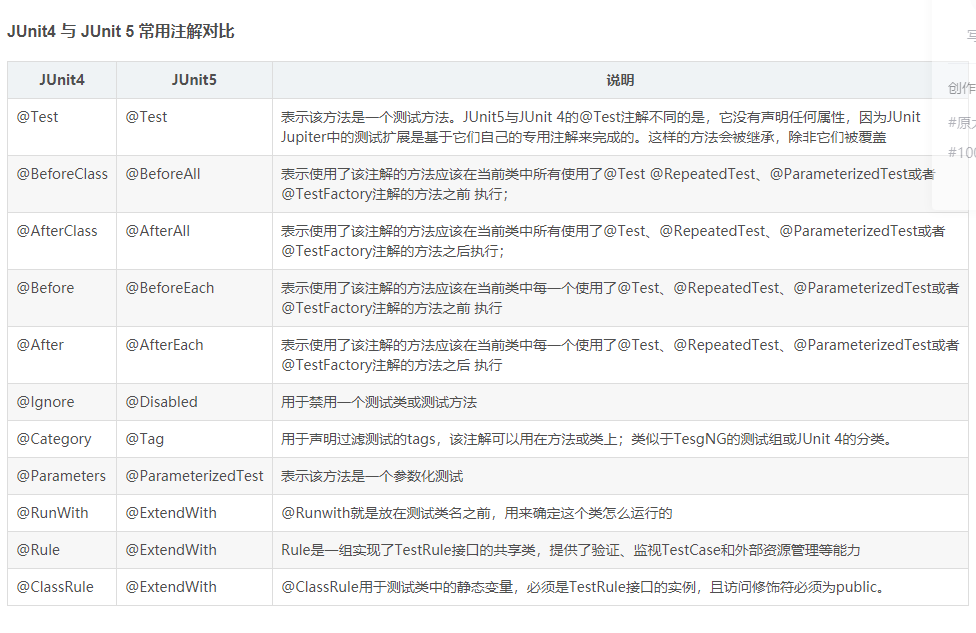 JUnit4 与 JUnit 5 常用注解对比
JUnit4 JUnit5 说明
@Test @Test 表示该方法是一个测试方法。JUnit5与JUnit 4的@Test注解不同的是，它没有声明任何属性，因为JUnit
Jupiter中的测试扩展是基于它们自己的专用注解来完成的。这样的方法会被继承，除非它们被覆盖
@BeforeClass @BeforeAll 表示使用了该注解的方法应该在当前类中所有使用了@Test @RepeatedTest、@ParameterizedTest或者
@TestFactory注解的方法之前 执行；
@AfterClass @AfterAll 表示使用了该注解的方法应该在当前类中所有使用了@Test、@RepeatedTest、@ParameterizedTest或者
@TestFactory注解的方法之后执行；
@Before @BeforeEach 表示使用了该注解的方法应该在当前类中每一个使用了@Test、@RepeatedTest、@ParameterizedTest或者
@TestFactory注解的方法之前 执行
@After @AfterEach 表示使用了该注解的方法应该在当前类中每一个使用了@Test、@RepeatedTest、@ParameterizedTest或者
@TestFactory注解的方法之后 执行
@Ignore @Disabled 用于禁用一个测试类或测试方法
@Category @Tag 用于声明过滤测试的tags，该注解可以用在方法或类上；类似于TesgNG的测试组或JUnit 4的分类。
@Parameters @ParameterizedTest 表示该方法是一个参数化测试
@RunWith @ExtendWith @Runwith就是放在测试类名之前，用来确定这个类怎么运行的
@Rule @ExtendWith Rule是一组实现了TestRule接口的共享类，提供了验证、监视TestCase和外部资源管理等能力
@ClassRule @ExtendWith @ClassRule用于测试类中的静态变量，必须是TestRule接口的实例，且访问修饰符必须为public。
创作